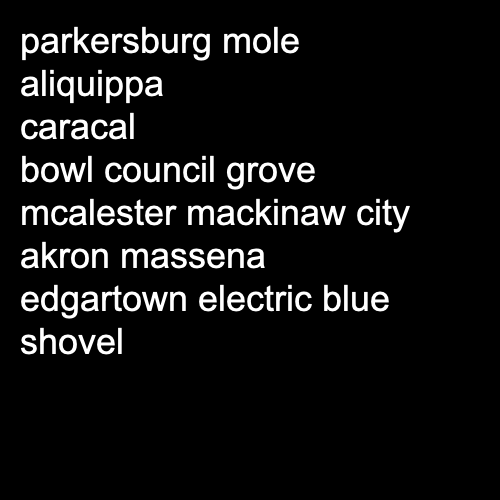 parkersburg mole
aliquippa
caracal
bowl council grove
mcalester mackinaw city
akron massena
edgartown electric blue
shovel